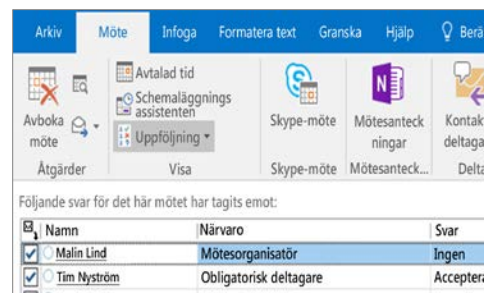 Arkiv Möte Infoga Formatera text Granska Hjälp Berä
Avboka möte
Avtalad tid
Schemaläggnings
assistenten
Uppföljning
Skype-möte
Mötesanteck
ningar
Kontak
deltaga
Åtgärder Visa Skype-möte Mötesanteck... Delta
Följande svar för det här mötet har tagits emot:
Namn Närvaro Svar
Malin Lind Mötesorganisatör Ingen
Tim Nyström Obligatorisk deltagare Acceptera